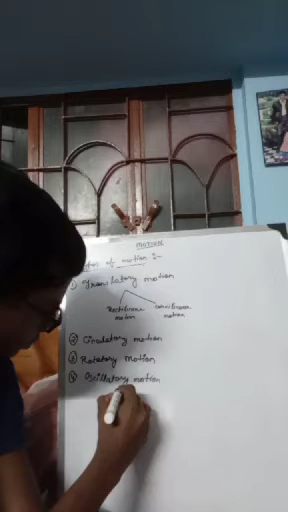 MOTION
of motion :-
① Translatory motion
Rectilinear motion
Curvilinear motion
② Circulatory motion
③ Rotatory Motion
④ Oscillatory motion